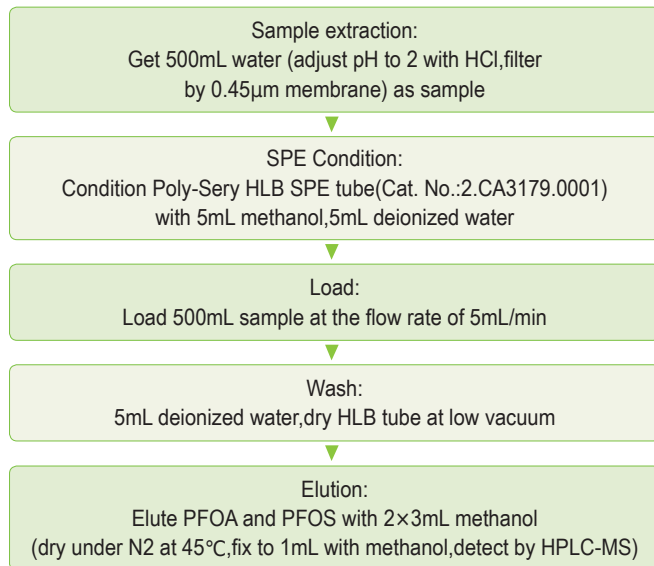 Sample extraction:
Get 500mL water (adjust pH to 2 with HCl,filter
by 0.45μm membrane) as sample
SPE Condition:
Condition Poly-Sery HLB SPE tube(Cat. No.:2.CA3179.0001)
with 5mL methanol,5mL deionized water
Load:
Load 500mL sample at the flow rate of 5mL/min
Wash:
5mL deionized water,dry HLB tube at low vacuum
Elution:
Elute PFOA and PFOS with 2×3mL methanol
(dry under N2 at 45℃,fix to 1mL with methanol,detect by HPLC-MS)